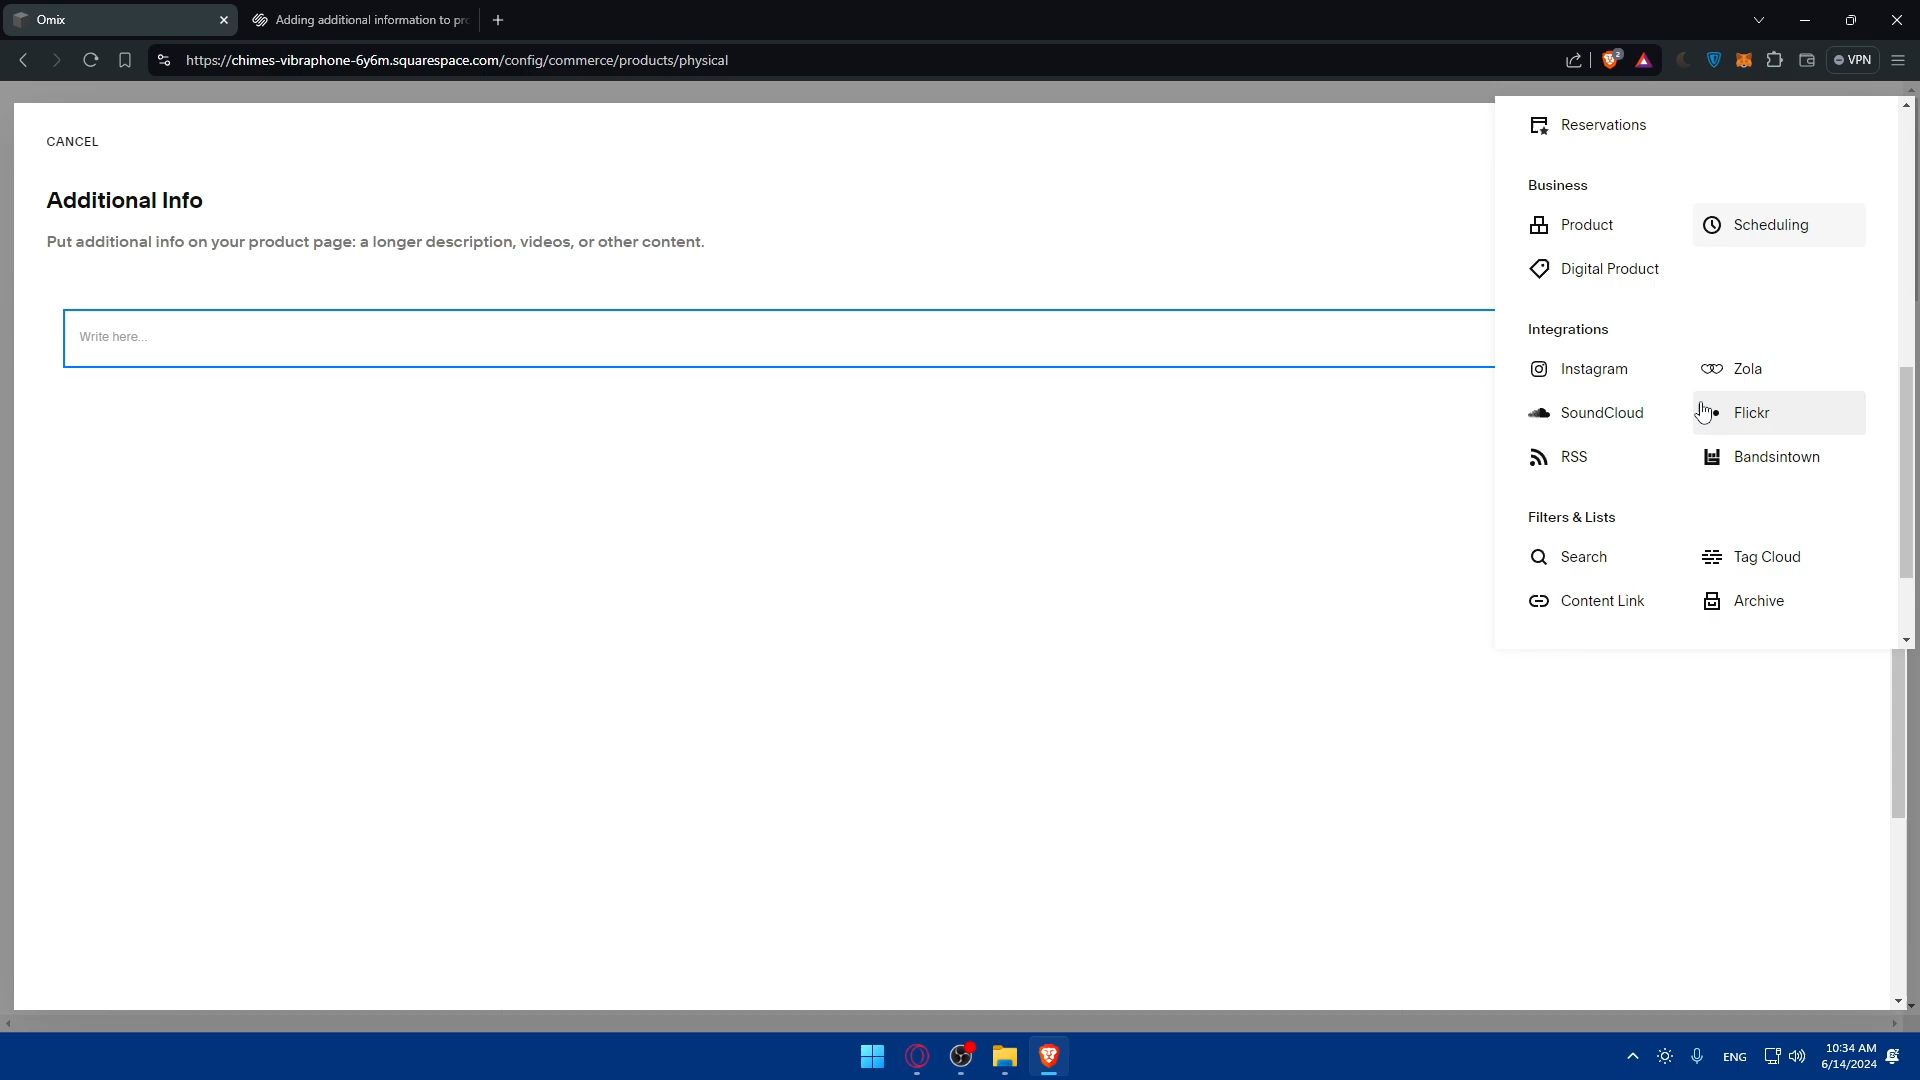 Omix
Adding additional information to pr
https://chimes-vibraphone-6y6m.squarespace.com/config/commerce/products/physical
2
VPN
CANCEL
Additional Info
Put additional info on your product page: a longer description, videos, or other content.
Write here...
Reservations
Business
Product
Scheduling
Digital Product
Integrations
Instagram
Zola
SoundCloud
Flickr
RSS
Bandsintown
Filters & Lists
Search
Tag Cloud
Content Link
Archive
ENG
10:34 AM
6/14/2024